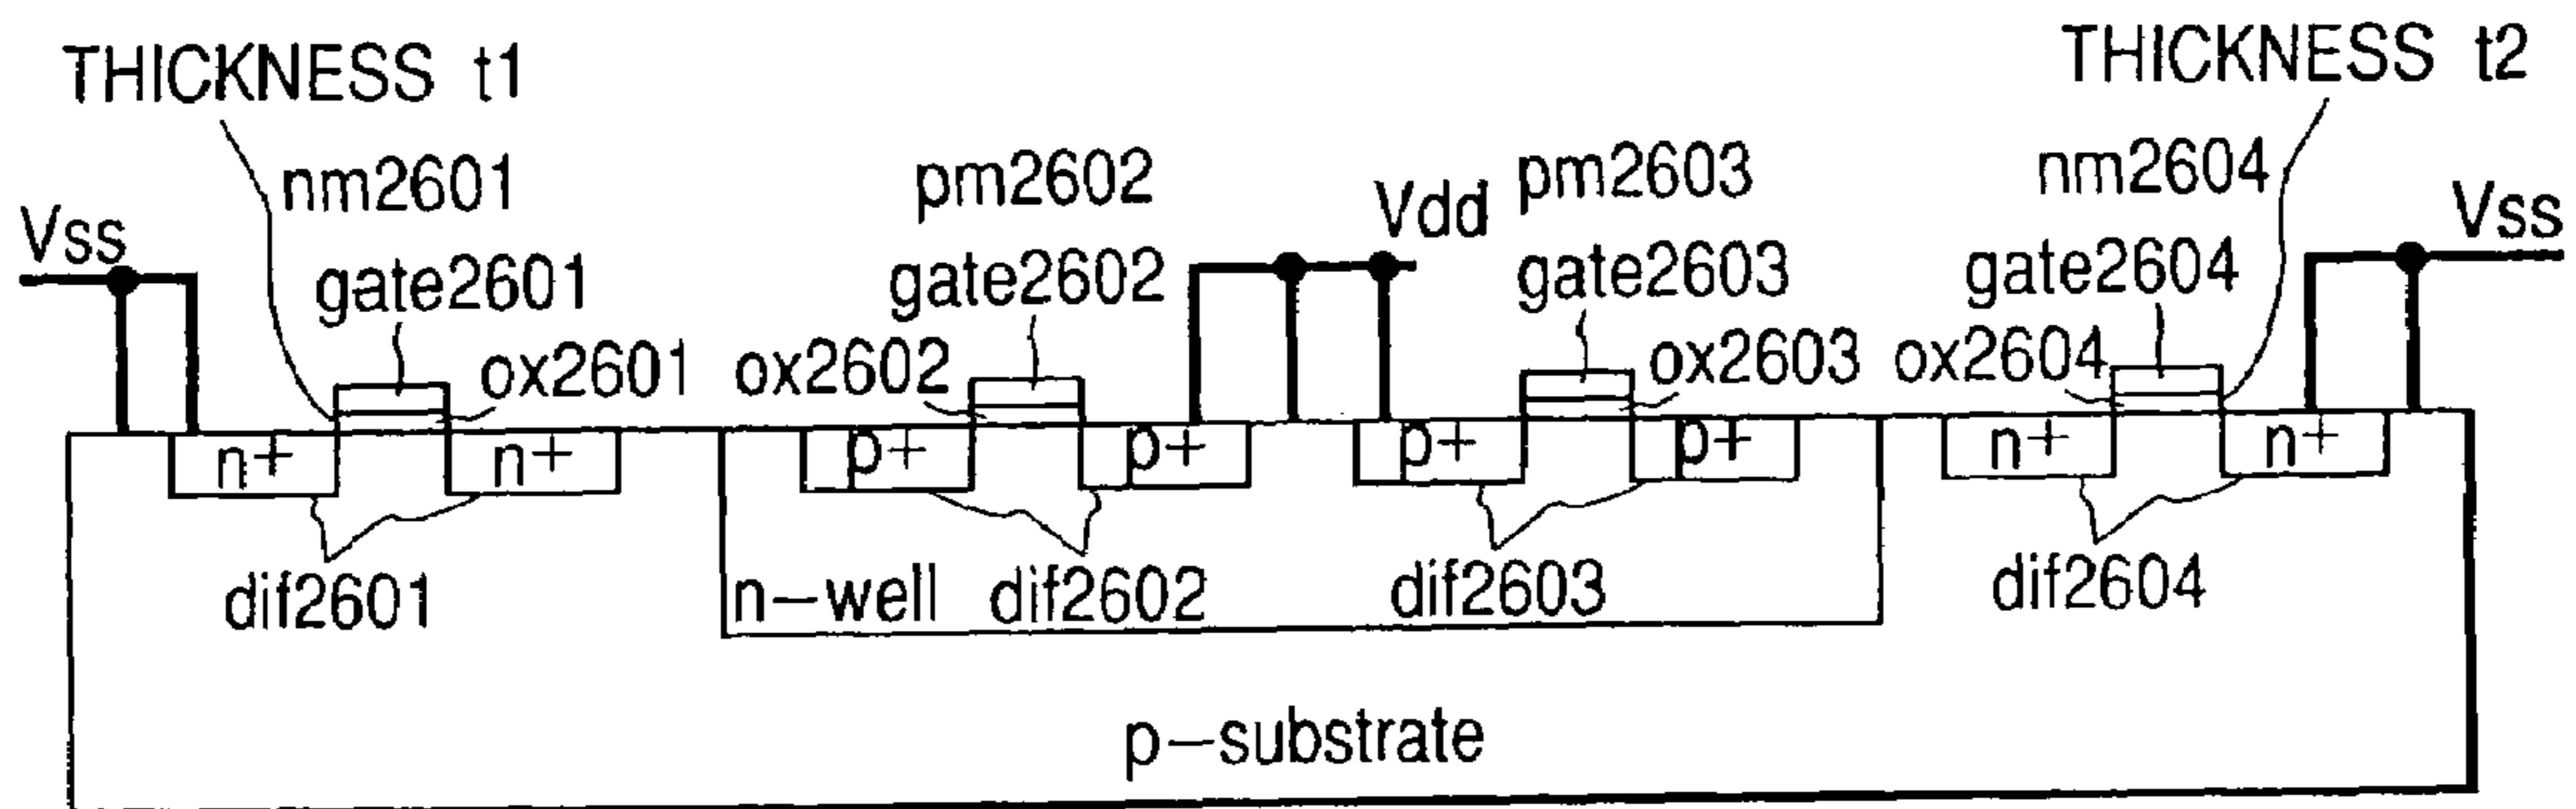 THICKNESS t1
THICKNESS t2
nm2601
pm2602
pm2603
nm2604
Vss
Vdd
Vss
gate2601
gate2602
gate2603
gate2604
ox2601
ox2602
ox2603
ox2604
n+
n+
p+
p+
p+
p+
n+
n+
dif2601
n-well
dif2602
dif2603
dif2604
p-substrate